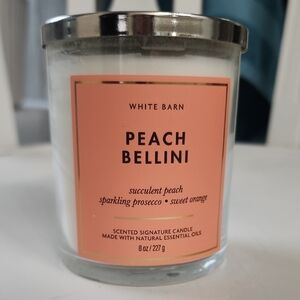 WHITE BARN
PEACH
BELLINI
succulent peach
sparkling prosecco • sweet orange
SCENTED SIGNATURE CANDLE
MADE WITH NATURAL ESSENTIAL OILS
8 oz / 227 g